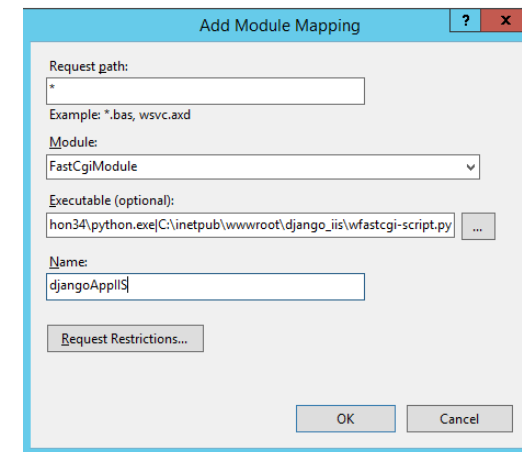 Add Module Mapping
?
x
Request path:
*
Example: *.bas, wsvc.axd
Module:
FastCgiModule
Executable (optional):
hon34\python.exe|C:\inetpub\wwwroot\django_iis\wfastcgi-script.py
...
Name:
djangoAppIIS
Request Restrictions...
OK Cancel